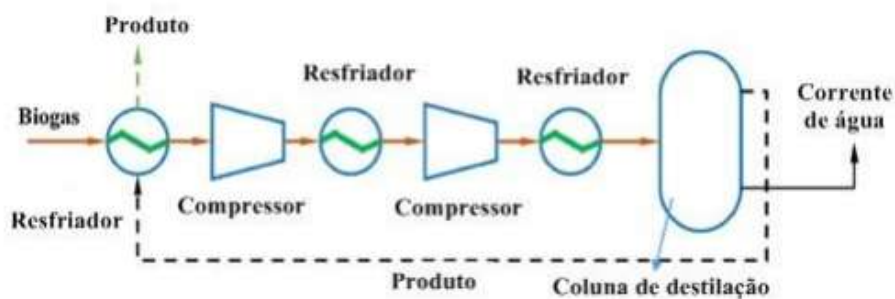 Produto
Resfriador
Resfriador
Corrente
de água
Biogas
Compressor
Compressor
Resfriador
Produto
Coluna de destilação